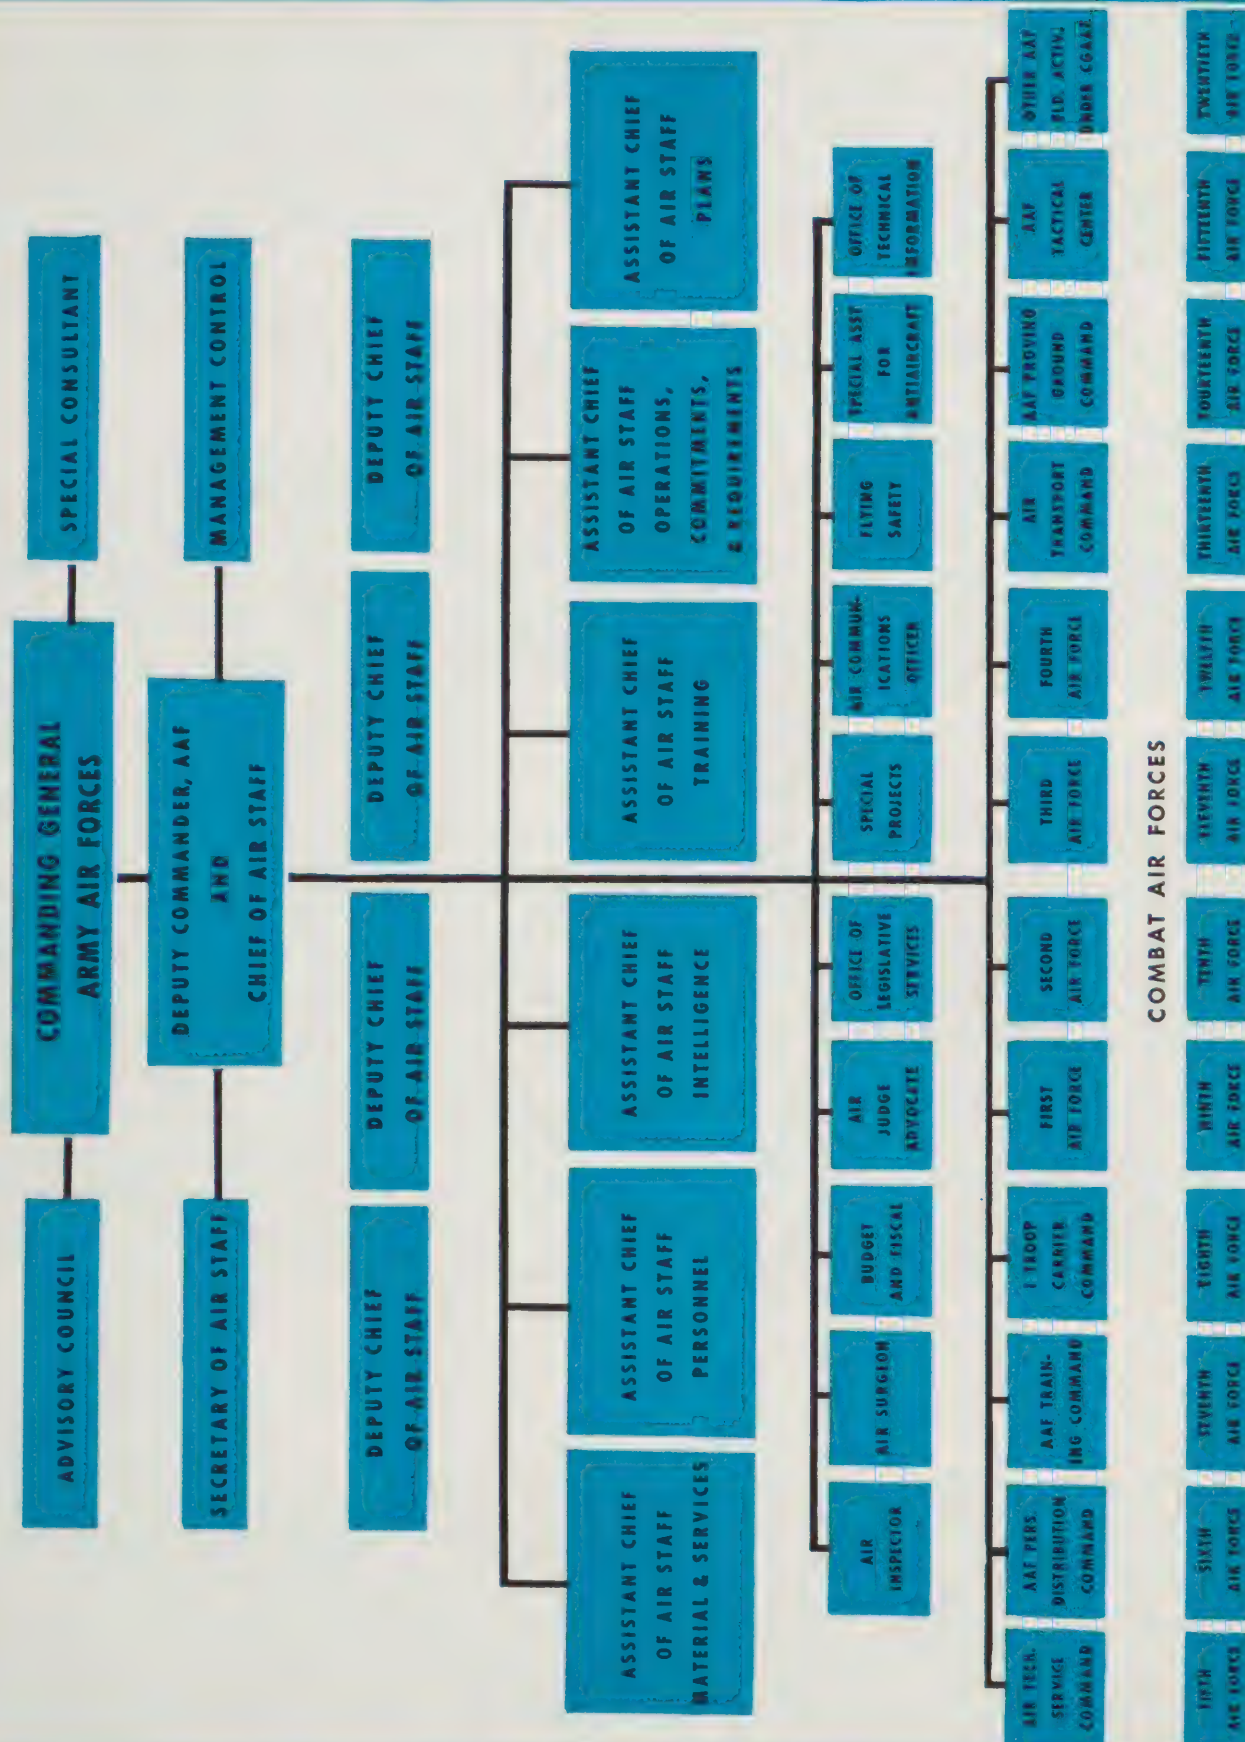 ADVISORY COUNCIL
COMMANDING GENERAL
ARMY AIR FORCES
SPECIAL CONSULTANT
SECRETARY OF AIR STAFF
DEPUTY COMMANDER, AAF
AND
CHIEF OF AIR STAFF
MANAGEMENT CONTROL
DEPUTY CHIEF
OF AIR STAFF
DEPUTY CHIEF
OF AIR STAFF
DEPUTY CHIEF
OF AIR STAFF
DEPUTY CHIEF
OF AIR STAFF
ASSISTANT CHIEF
OF AIR STAFF
MATERIAL & SERVICES
ASSISTANT CHIEF
OF AIR STAFF
PERSONNEL
ASSISTANT CHIEF
OF AIR STAFF
INTELLIGENCE
ASSISTANT CHIEF
OF AIR STAFF
TRAINING
ASSISTANT CHIEF
OF AIR STAFF
OPERATIONS,
COMMITMENTS,
& REQUIREMENTS
ASSISTANT CHIEF
OF AIR STAFF
PLANS
AIR
INSPECTOR
AIR SURGEON
BUDGET
AND FISCAL
AIR
JUDGE
ADVOCATE
OFFICE OF
LEGISLATIVE
SERVICES
SPECIAL
PROJECTS
AIR COMMUN-
ICATIONS
OFFICER
FLYING
SAFETY
SPECIAL ASST
FOR
ANTIAIRCRAFT
OFFICE OF
TECHNICAL
INFORMATION
AIR TECH.
SERVICE
COMMAND
AAF PERS.
DISTRIBUTION
COMMAND
AAF TRAIN-
ING COMMAND
I TROOP
CARRIER
COMMAND
FIRST
AIR FORCE
SECOND
AIR FORCE
THIRD
AIR FORCE
FOURTH
AIR FORCE
AIR
TRANSPORT
COMMAND
AAF PROVING
GROUND
COMMAND
AAF
TACTICAL
CENTER
OTHER AAF
FLD. ACTIV.
UNDER CGAAF
COMBAT AIR FORCES
FIFTH
AIR FORCE
SIXTH
AIR FORCE
SEVENTH
AIR FORCE
EIGHTH
AIR FORCE
NINTH
AIR FORCE
TENTH
AIR FORCE
ELEVENTH
AIR FORCE
TWELFTH
AIR FORCE
THIRTEENTH
AIR FORCE
FOURTEENTH
AIR FORCE
FIFTEENTH
AIR FORCE
TWENTIETH
AIR FORCE